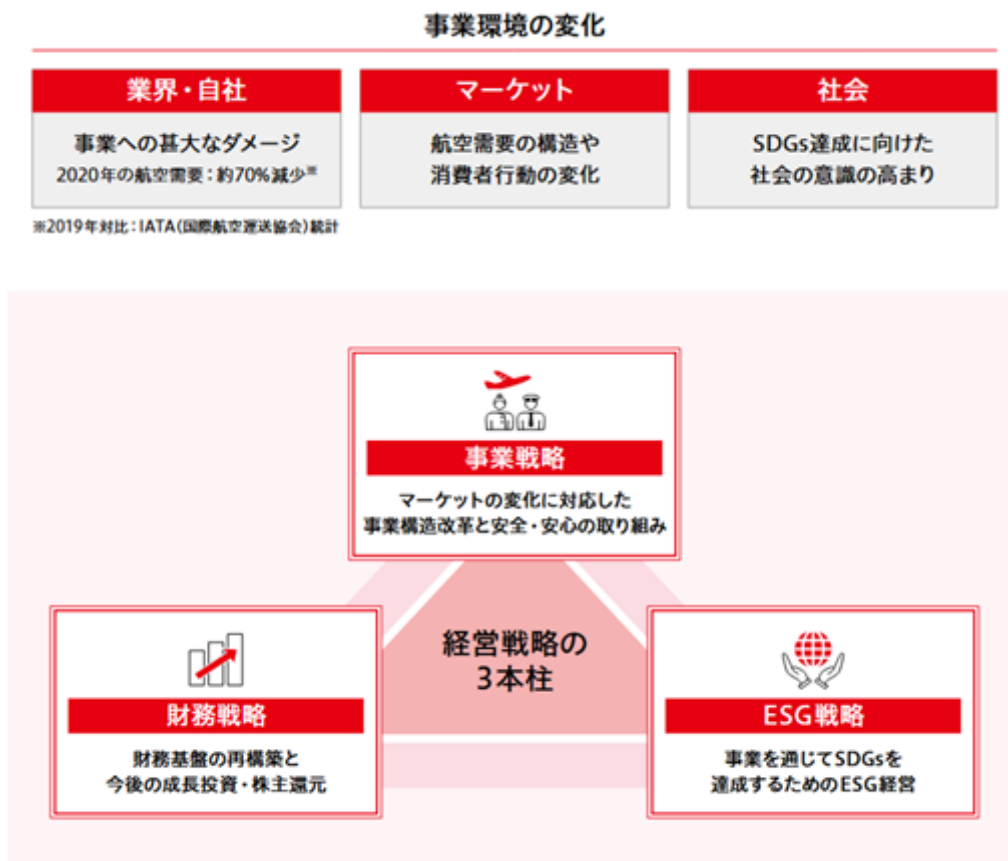 事業環境の変化
業界・自社
事業への甚大なダメージ
2020年の航空需要：約70%減少※
※2019年対比：IATA（国際航空運送協会）統計
マーケット
航空需要の構造や
消費者行動の変化
社会
SDGs達成に向けた
社会の意識の高まり
事業戦略
マーケットの変化に対応した
事業構造改革と安全・安心の取り組み
経営戦略の
3本柱
財務戦略
財務基盤の再構築と
今後の成長投資・株主還元
ESG戦略
事業を通じてSDGsを
達成するためのESG経営